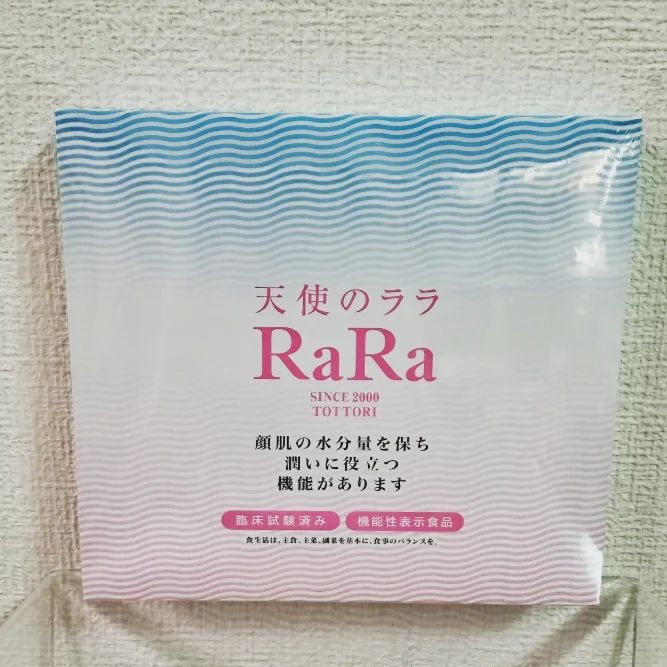 天使のララ
RaRa
SINCE 2000
TOTTORI
顔肌の水分量を保ち
潤いに役立つ
機能があります
臨床試験済み 機能性表示食品
食生活は、主食、主菜、副菜を基本に、食事のバランスを。